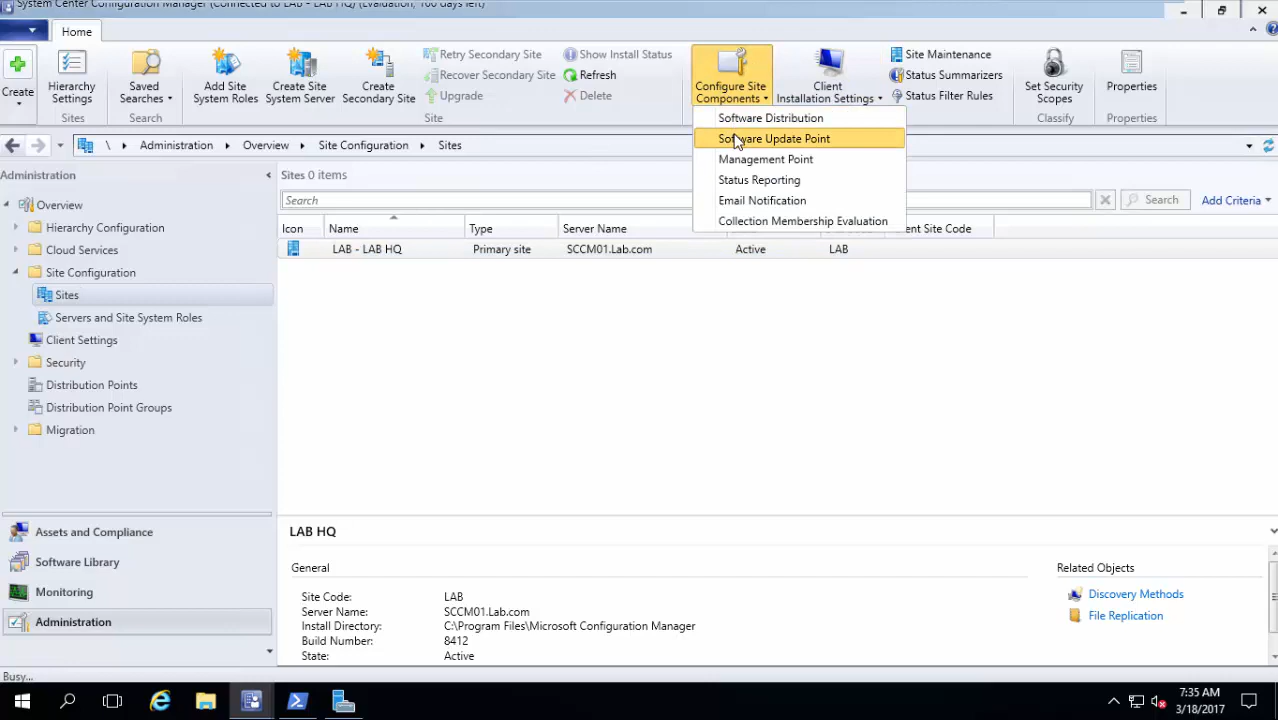 System Center Configuration Manager (Connected to LAB - LAB HQ) (Evaluation, days left)
Home
Create
Hierarchy Settings
Sites
Saved Searches
Search
Add Site System Roles
Create Site System Server
Create Secondary Site
Retry Secondary Site
Recover Secondary Site
Upgrade
Show Install Status
Refresh
Delete
Site
Configure Site Components
Client Installation Settings
Site Maintenance
Status Summarizers
Status Filter Rules
Set Security Scopes
Classify
Properties
Properties
Software Distribution
Software Update Point
Management Point
Status Reporting
Email Notification
Collection Membership Evaluation
\ Administration Overview Site Configuration Sites
Administration
Overview
Hierarchy Configuration
Cloud Services
Site Configuration
Sites
Servers and Site System Roles
Client Settings
Security
Distribution Points
Distribution Point Groups
Migration
Assets and Compliance
Software Library
Monitoring
Administration
Sites 0 items
Search
Search
Add Criteria
Icon Name Type Server Name ent Site Code
LAB - LAB HQ Primary site SCCM01.Lab.com Active LAB
LAB HQ
General
Site Code: LAB
Server Name: SCCM01.Lab.com
Install Directory: C:\Program Files\Microsoft Configuration Manager
Build Number: 8412
State: Active
Related Objects
Discovery Methods
File Replication
Busy...
7:35 AM
3/18/2017